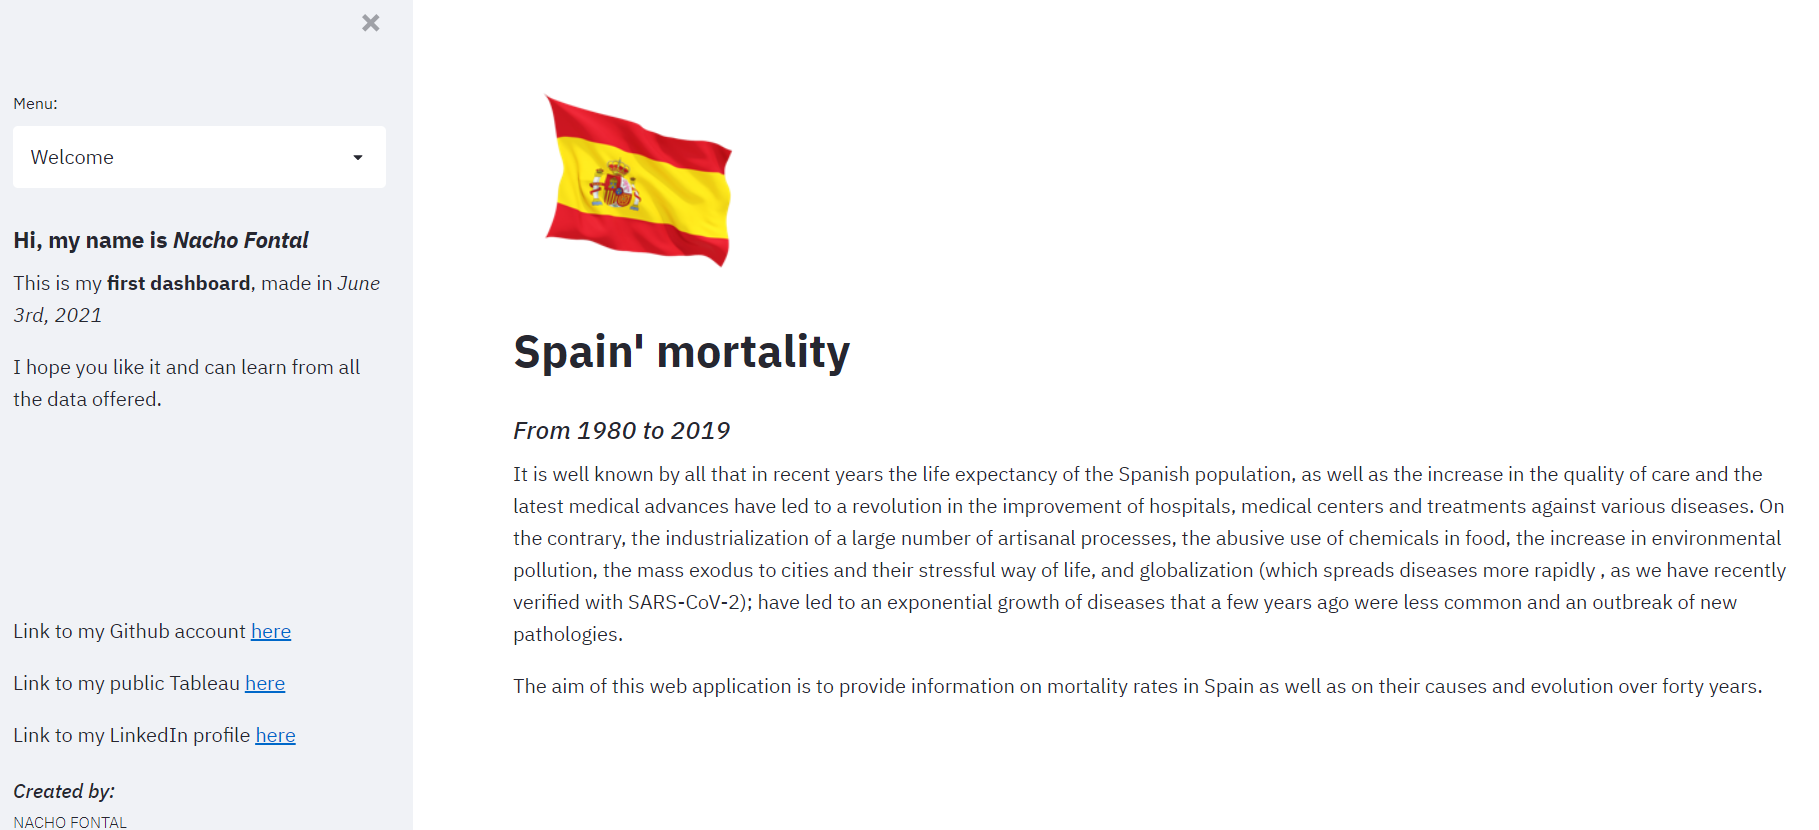 Menu:
Welcome
Hi, my name is Nacho Fontal
This is my first dashboard, made in June
3rd, 2021
I hope you like it and can learn from all
the data offered.
Link to my Github account here
Link to my public Tableau here
Link to my LinkedIn profile here
Created by:
NACHO FONTAL
Spain' mortality
From 1980 to 2019
It is well known by all that in recent years the life expectancy of the Spanish population, as well as the increase in the quality of care and the
latest medical advances have led to a revolution in the improvement of hospitals, medical centers and treatments against various diseases. On
the contrary, the industrialization of a large number of artisanal processes, the abusive use of chemicals in food, the increase in environmental
pollution, the mass exodus to cities and their stressful way of life, and globalization (which spreads diseases more rapidly , as we have recently
verified with SARS-CoV-2); have led to an exponential growth of diseases that a few years ago were less common and an outbreak of new
pathologies.
The aim of this web application is to provide information on mortality rates in Spain as well as on their causes and evolution over forty years.